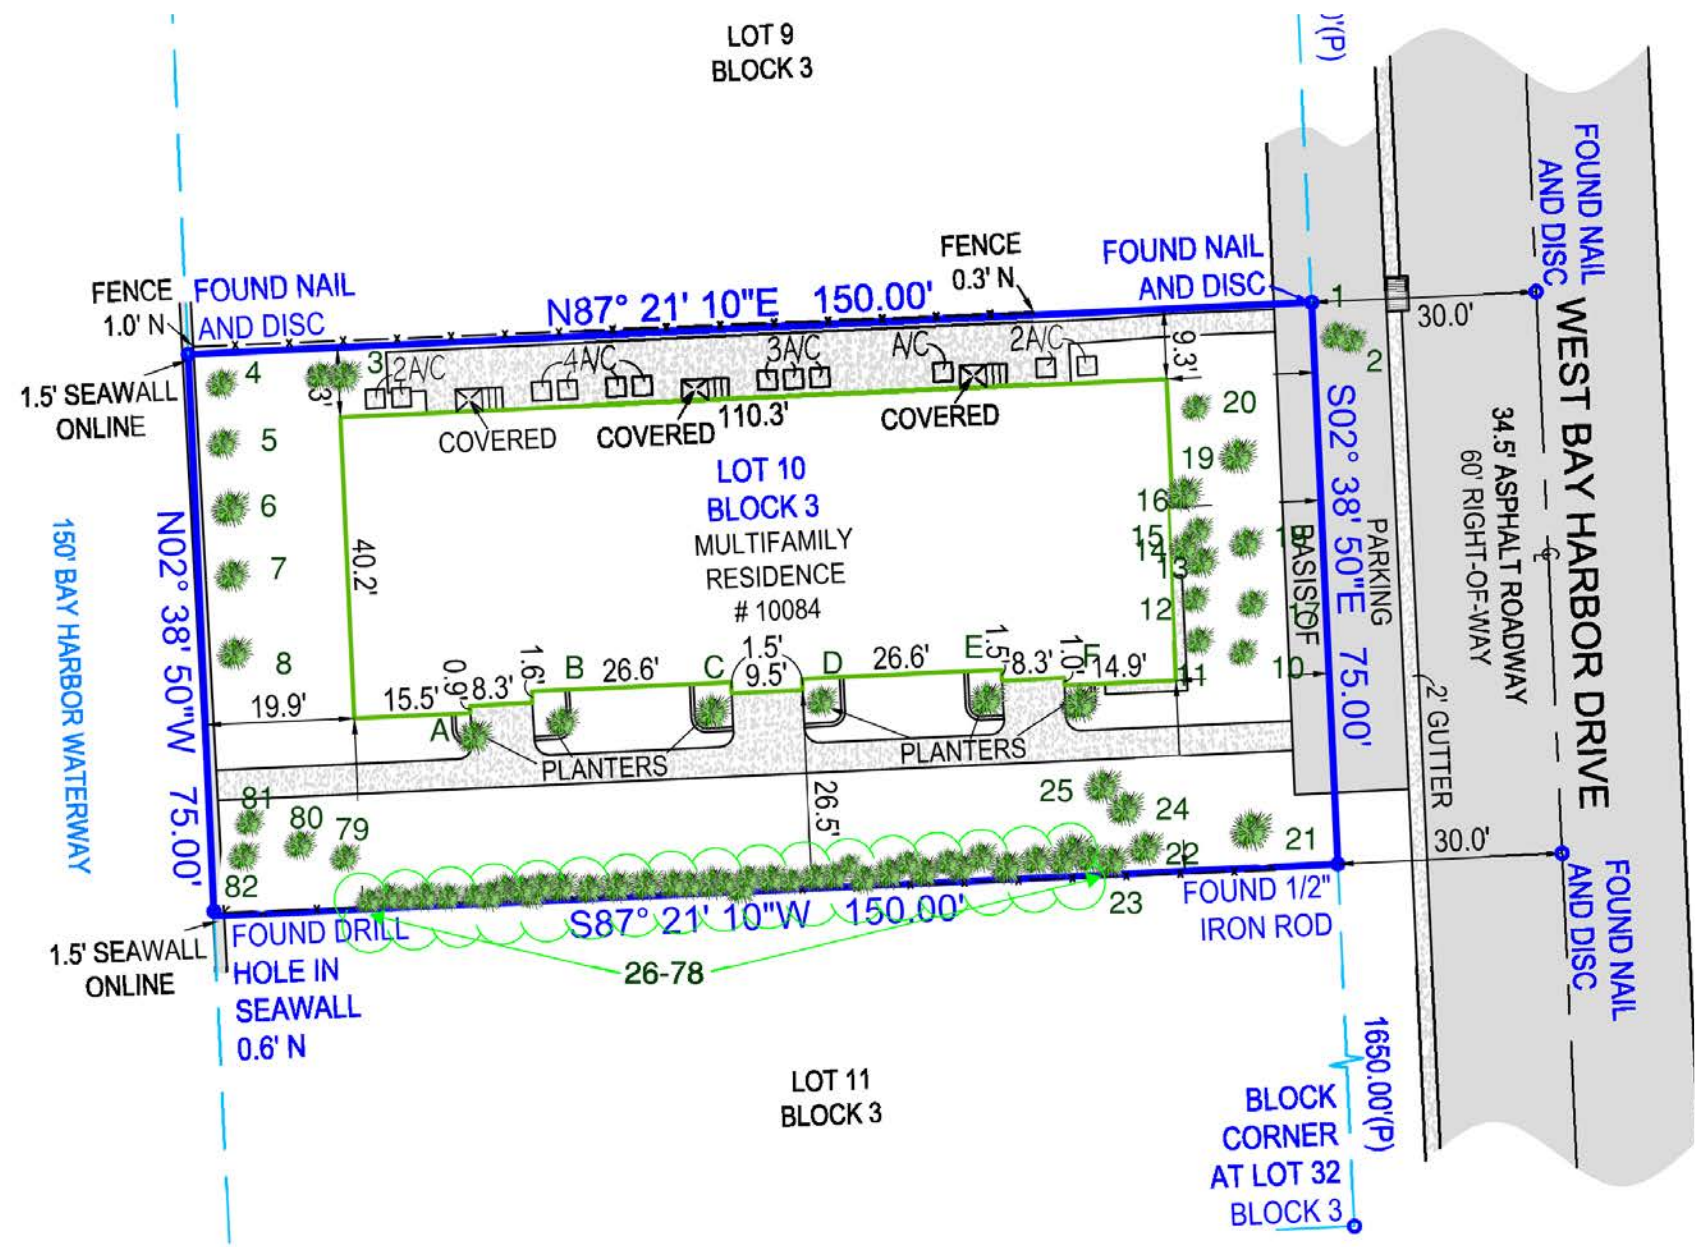 LOT 9
BLOCK 3
)'(P)
FENCE
0.3' N
FOUND NAIL
AND DISC
FOUND NAIL
AND DISC
FENCE
1.0' N
FOUND NAIL
AND DISC
N87° 21' 10"E 150.00'
1
30.0'
2
1.5' SEAWALL
ONLINE
4
3
2A/C
4A/C
3A/C
A/C
2A/C
9.3'
COVERED
COVERED
110.3'
COVERED
20
5
19
LOT 10
BLOCK 3
MULTIFAMILY
RESIDENCE
# 10084
6
16
15
14
13
7
12
40.2'
8
11
10
150' BAY HARBOR WATERWAY
N02° 38' 50"W 75.00'
S02° 38' 50"E 75.00'
BASIS OF
PARKING
34.5' ASPHALT ROADWAY
60' RIGHT-OF-WAY
WEST BAY HARBOR DRIVE
2' GUTTER
19.9'
15.5'
0.9'
8.3'
1.6'
B
26.6'
C
1.5'
9.5'
D
26.6'
E
1.5'
8.3'
1.0'
F
14.9'
A
PLANTERS
PLANTERS
26.5'
81
80
79
82
25
24
22
21
23
30.0'
S87° 21' 10"W 150.00'
26-78
1.5' SEAWALL
ONLINE
FOUND DRILL
HOLE IN
SEAWALL
0.6' N
FOUND 1/2"
IRON ROD
FOUND NAIL
AND DISC
LOT 11
BLOCK 3
1650.00'(P)
BLOCK
CORNER
AT LOT 32
BLOCK 3